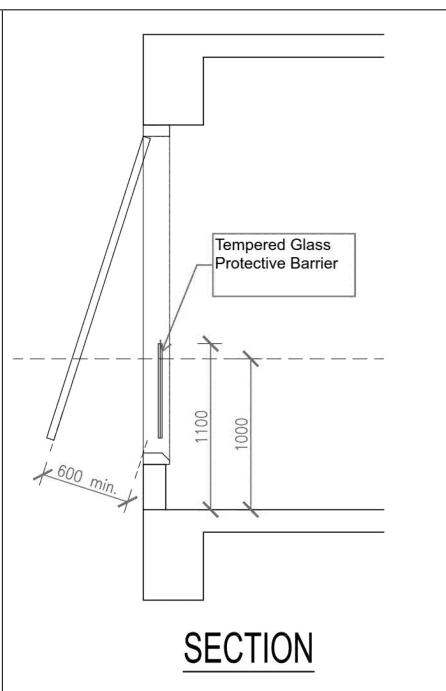 Tempered Glass
Protective Barrier
1100
1000
600 min.
SECTION